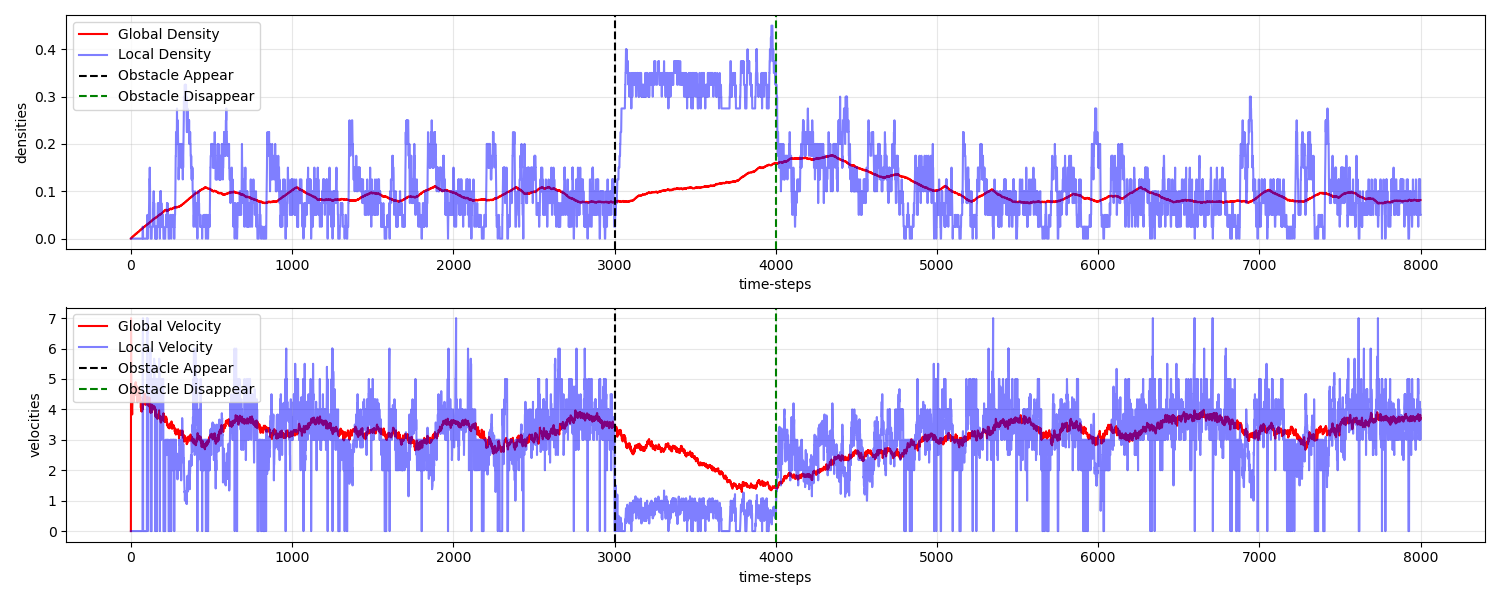 Global Density
Local Density
Obstacle Appear
Obstacle Disappear
densities
0.4
0.3
0.2
0.1
0.0
0 1000 2000 3000 4000 5000 6000 7000 8000
time-steps
Global Velocity
Local Velocity
Obstacle Appear
Obstacle Disappear
velocities
7
6
5
4
3
2
1
0
0 1000 2000 3000 4000 5000 6000 7000 8000
time-steps